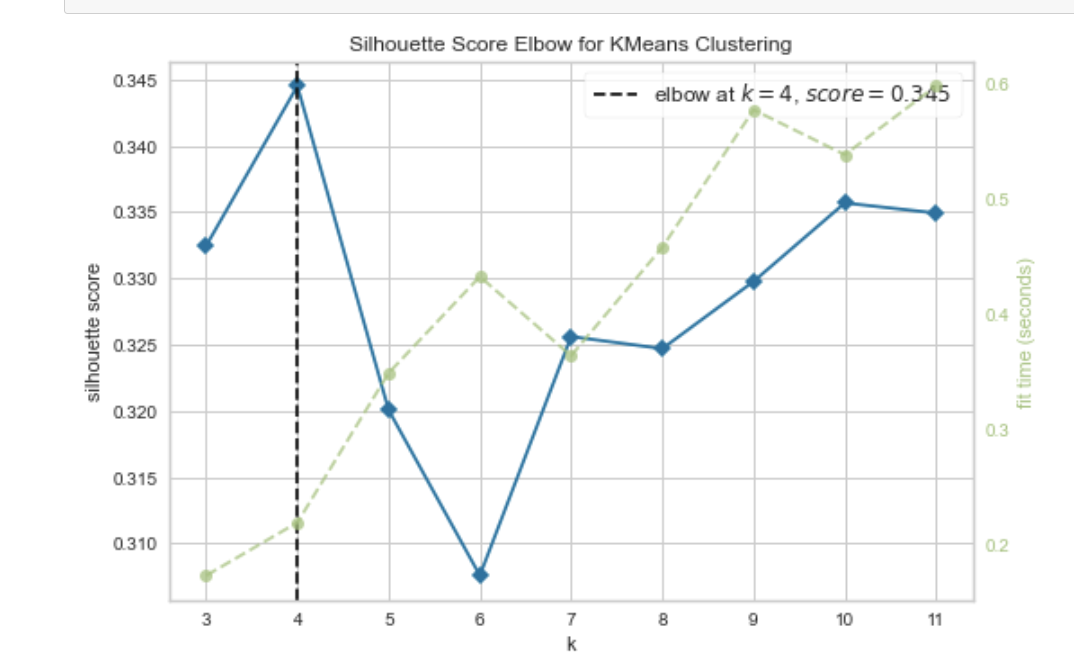 Silhouette Score Elbow for KMeans Clustering
elbow at k = 4, score = 0.345
0.345
0.340
0.335
0.330
0.325
0.320
0.315
0.310
silhouette score
0.6
0.5
0.4
0.3
0.2
fit time (seconds)
3 4 5 6 7 8 9 10 11
k